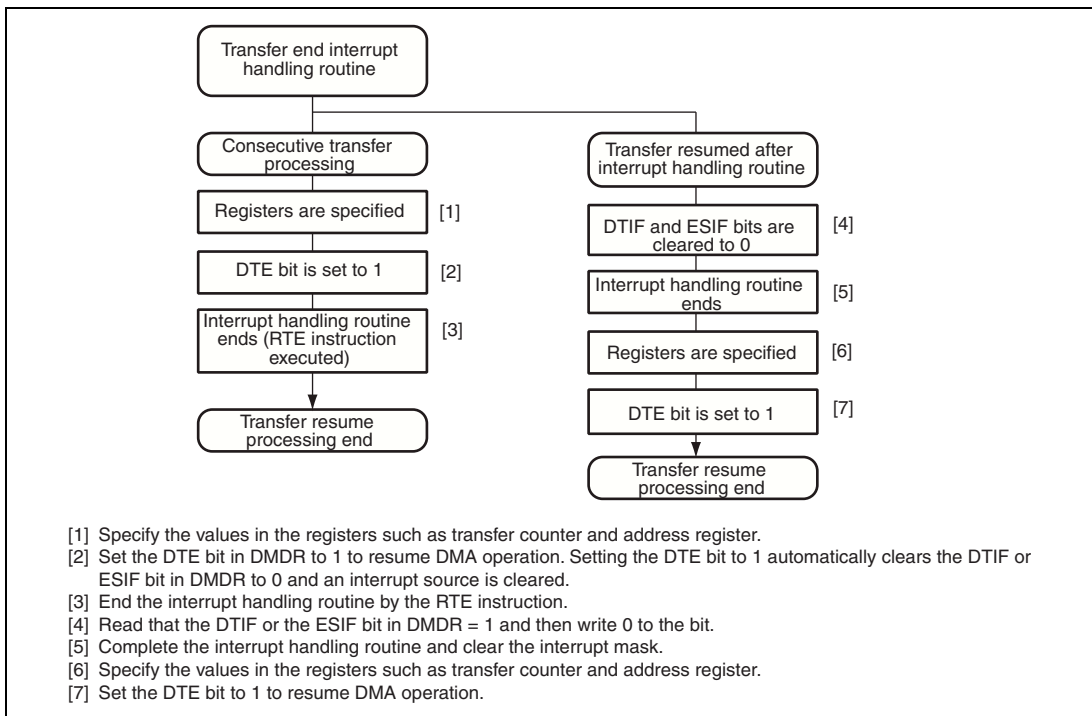 Transfer end interrupt
handling routine
Consecutive transfer
processing
Registers are specified
[1]
DTE bit is set to 1
[2]
Interrupt handling routine
ends (RTE instruction
executed)
[3]
Transfer resume
processing end
Transfer resumed after
interrupt handling routine
DTIF and ESIF bits are
cleared to 0
[4]
Interrupt handling routine
ends
[5]
Registers are specified
[6]
DTE bit is set to 1
[7]
Transfer resume
processing end
[1] Specify the values in the registers such as transfer counter and address register.
[2] Set the DTE bit in DMDR to 1 to resume DMA operation. Setting the DTE bit to 1 automatically clears the DTIF or
ESIF bit in DMDR to 0 and an interrupt source is cleared.
[3] End the interrupt handling routine by the RTE instruction.
[4] Read that the DTIF or the ESIF bit in DMDR = 1 and then write 0 to the bit.
[5] Complete the interrupt handling routine and clear the interrupt mask.
[6] Specify the values in the registers such as transfer counter and address register.
[7] Set the DTE bit to 1 to resume DMA operation.